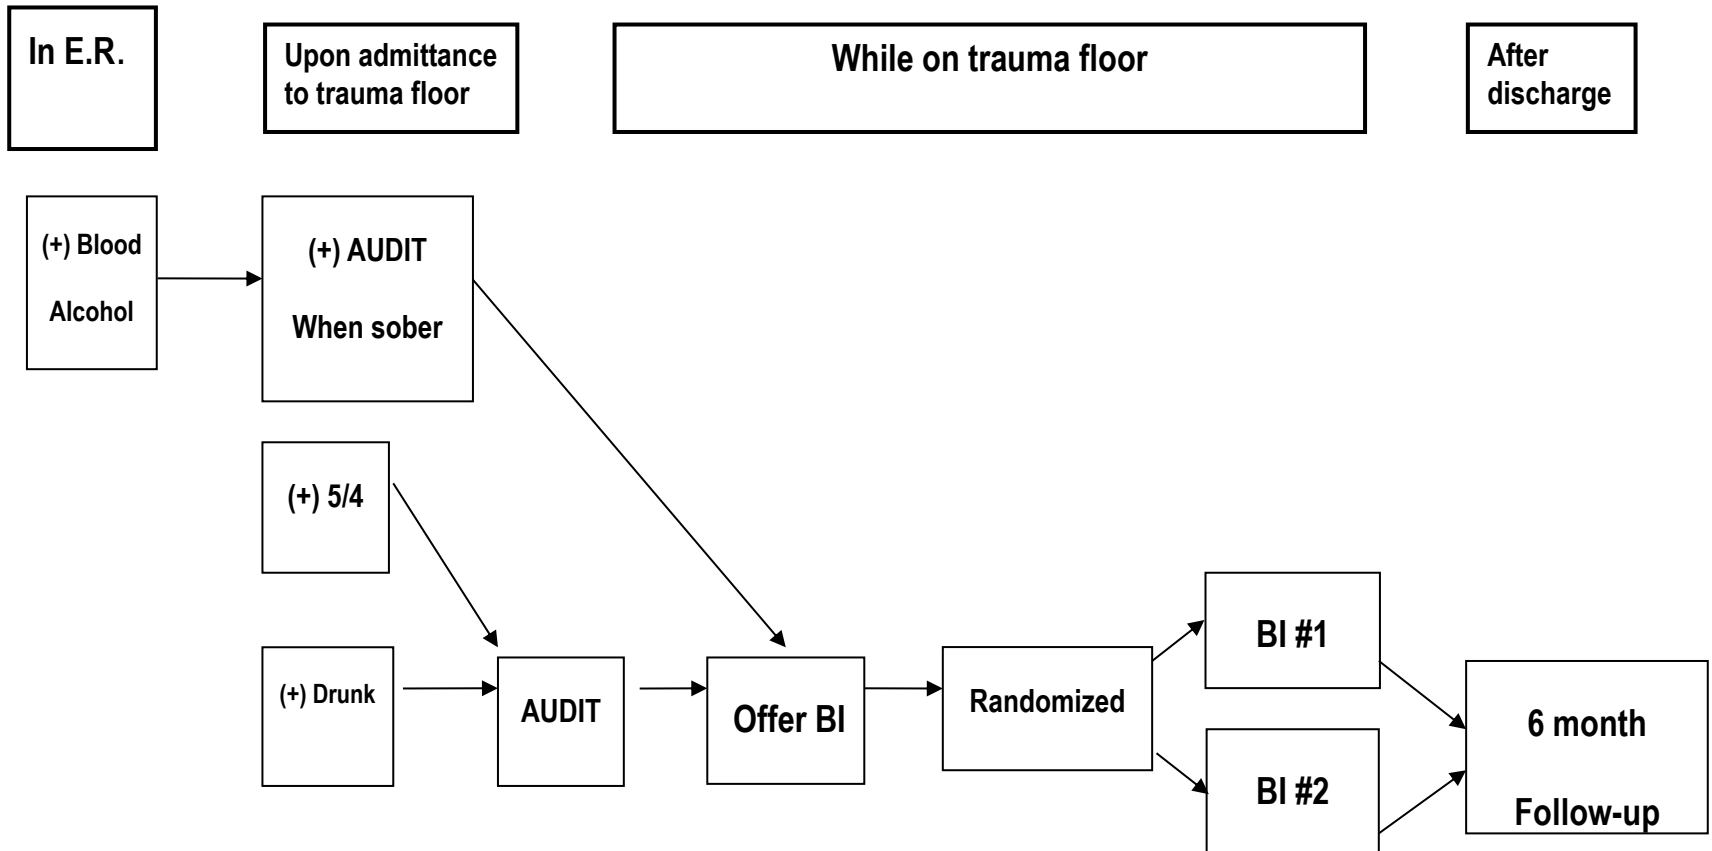 In E.R.
Upon admittance
to trauma floor
While on trauma floor
After
discharge
(+) Blood
Alcohol
(+) AUDIT
When sober
(+) 5/4
(+) Drunk
AUDIT
Offer BI
Randomized
BI #1
BI #2
6 month
Follow-up